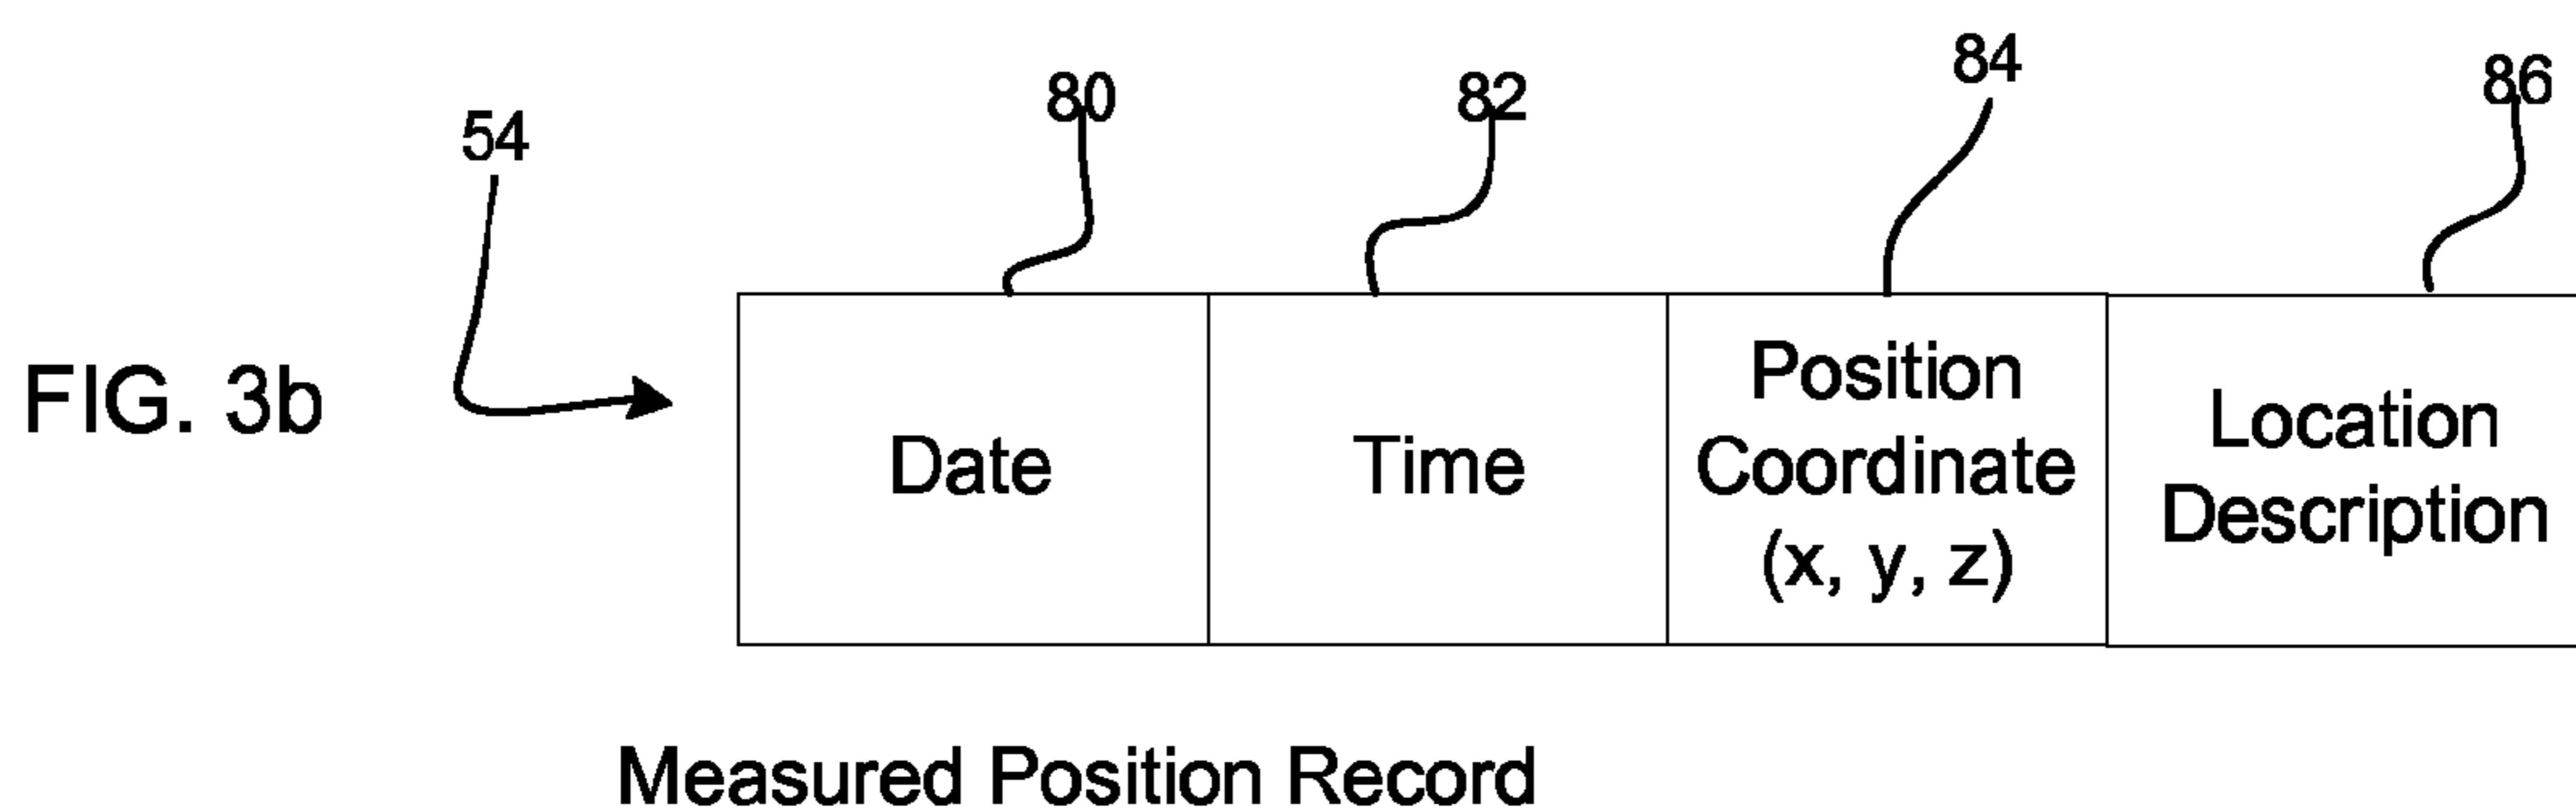 84
80
82
86
54
FIG. 3b
Date
Time
Position
Coordinate
(x, y, z)
Location
Description
Measured Position Record